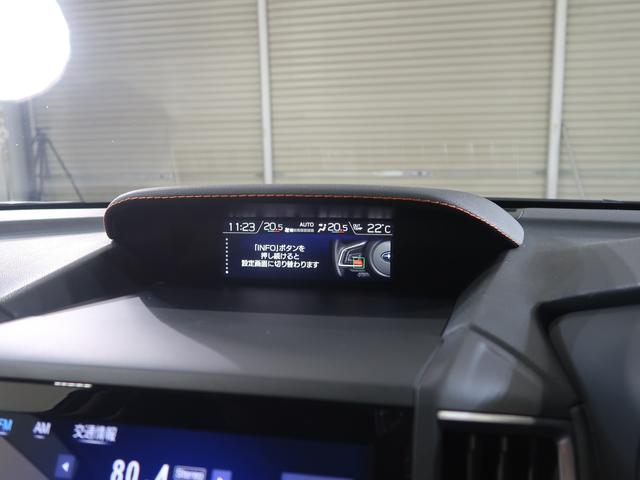 11:23 20.5 AUTO 20.5 22℃
「INFO」ボタンを
押し続けると
設定画面に切り替わります
FM AM 交通情報
80.4 Stereo